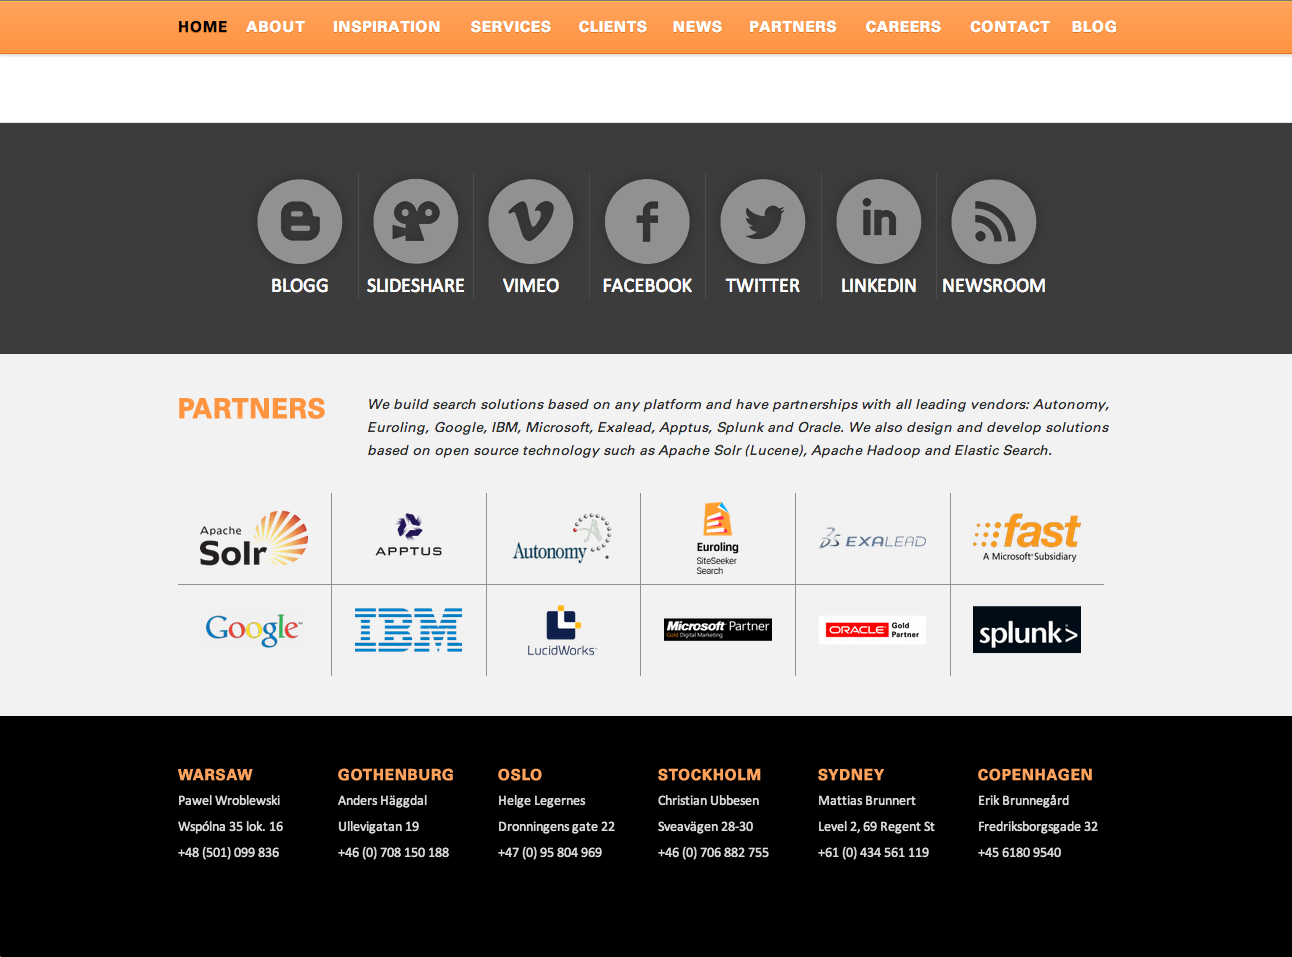 HOME ABOUT INSPIRATION SERVICES CLIENTS NEWS PARTNERS CAREERS CONTACT BLOG
BLOGG SLIDESHARE VIMEO FACEBOOK TWITTER LINKEDIN NEWSROOM
PARTNERS
We build search solutions based on any platform and have partnerships with all leading vendors: Autonomy,
Euroling, Google, IBM, Microsoft, Exalead, Apptus, Splunk and Oracle. We also design and develop solutions
based on open source technology such as Apache Solr (Lucene), Apache Hadoop and Elastic Search.
Apache
Solr
APPTUS
Autonomy
Euroling
SiteSeeker
Search
EXALEAD
fast
A Microsoft® Subsidiary
Google™
IBM
LucidWorks™
Microsoft Partner
Gold Digital Marketing
ORACLE Gold
Partner
splunk>
WARSAW GOTHENBURG OSLO STOCKHOLM SYDNEY COPENHAGEN
Pawel Wroblewski Anders Häggdal Helge Legernes Christian Ubbesen Mattias Brunnert Erik Brunnegård
Wspólna 35 lok. 16 Ullevigatan 19 Dronningens gate 22 Sveavägen 28-30 Level 2, 69 Regent St Fredriksborgsgade 32
+48 (501) 099 836 +46 (0) 708 150 188 +47 (0) 95 804 969 +46 (0) 706 882 755 +61 (0) 434 561 119 +45 6180 9540